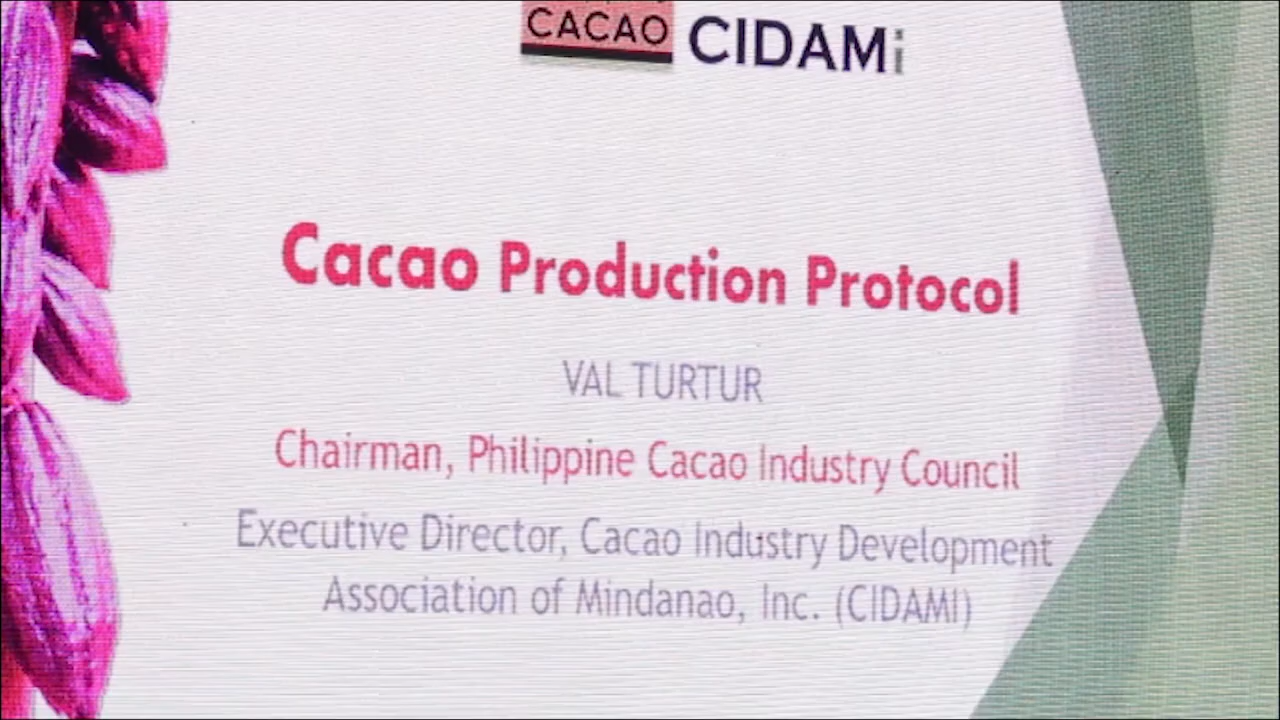 CACAO CIDAMi
Cacao Production Protocol
VAL TURTUR
Chairman, Philippine Cacao Industry Council
Executive Director, Cacao Industry Development
Association of Mindanao, Inc. (CIDAMI)